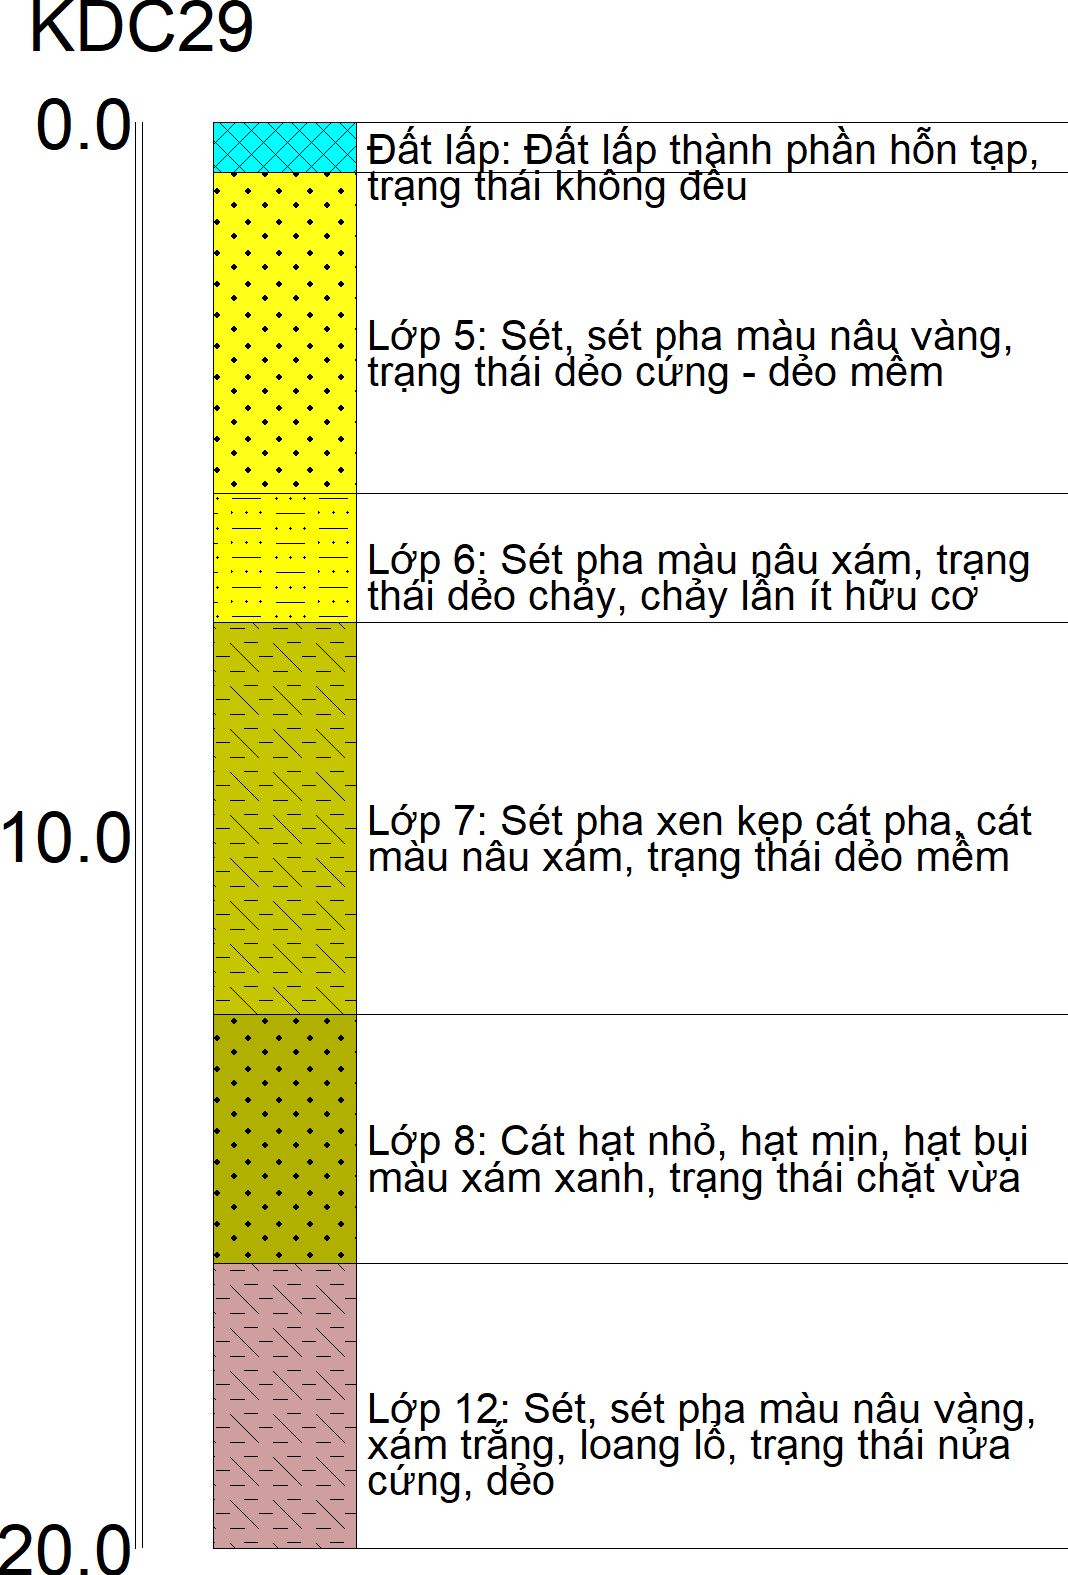 KDC29
0.0
Đất lấp: Đất lấp thành phần hỗn tạp,
trạng thái không đều
Lớp 5: Sét, sét pha màu nâu vàng,
trạng thái dẻo cứng - dẻo mềm
Lớp 6: Sét pha màu nâu xám, trạng
thái dẻo chảy, chảy lẫn ít hữu cơ
10.0
Lớp 7: Sét pha xen kẹp cát pha, cát
màu nâu xám, trạng thái dẻo mềm
Lớp 8: Cát hạt nhỏ, hạt mịn, hạt bụi
màu xám xanh, trạng thái chặt vừa
Lớp 12: Sét, sét pha màu nâu vàng,
xám trắng, loang lổ, trạng thái nửa
cứng, dẻo
20.0